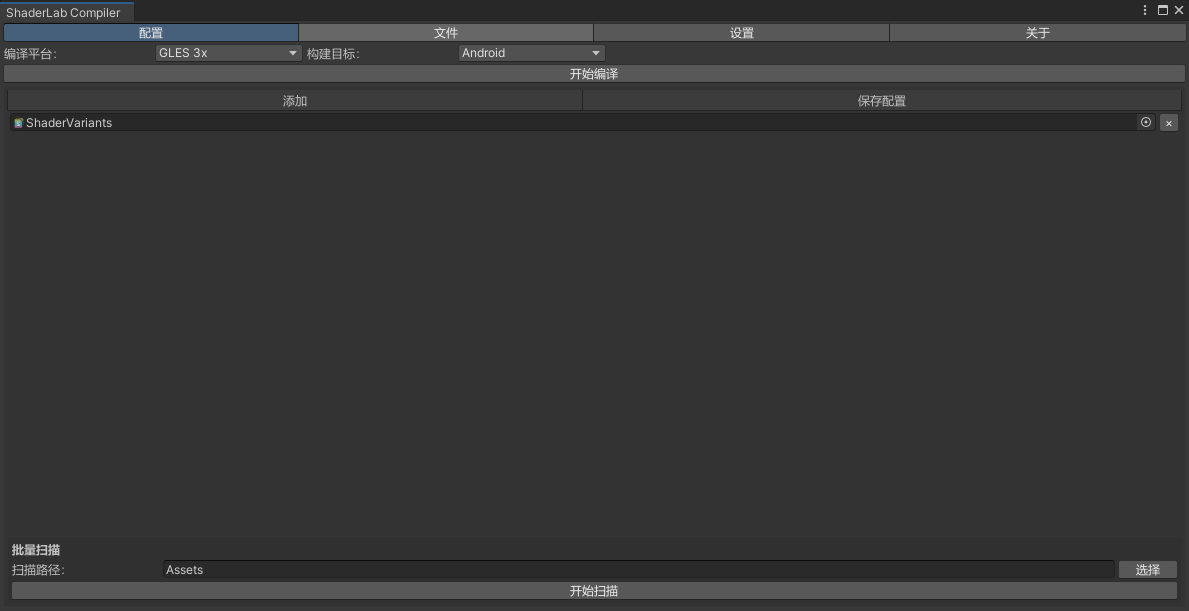 ShaderLab Compiler
配置 文件 设置 关于
编译平台: GLES 3x 构建目标: Android
开始编译
添加 保存配置
ShaderVariants
批量扫描
扫描路径: Assets 选择
开始扫描